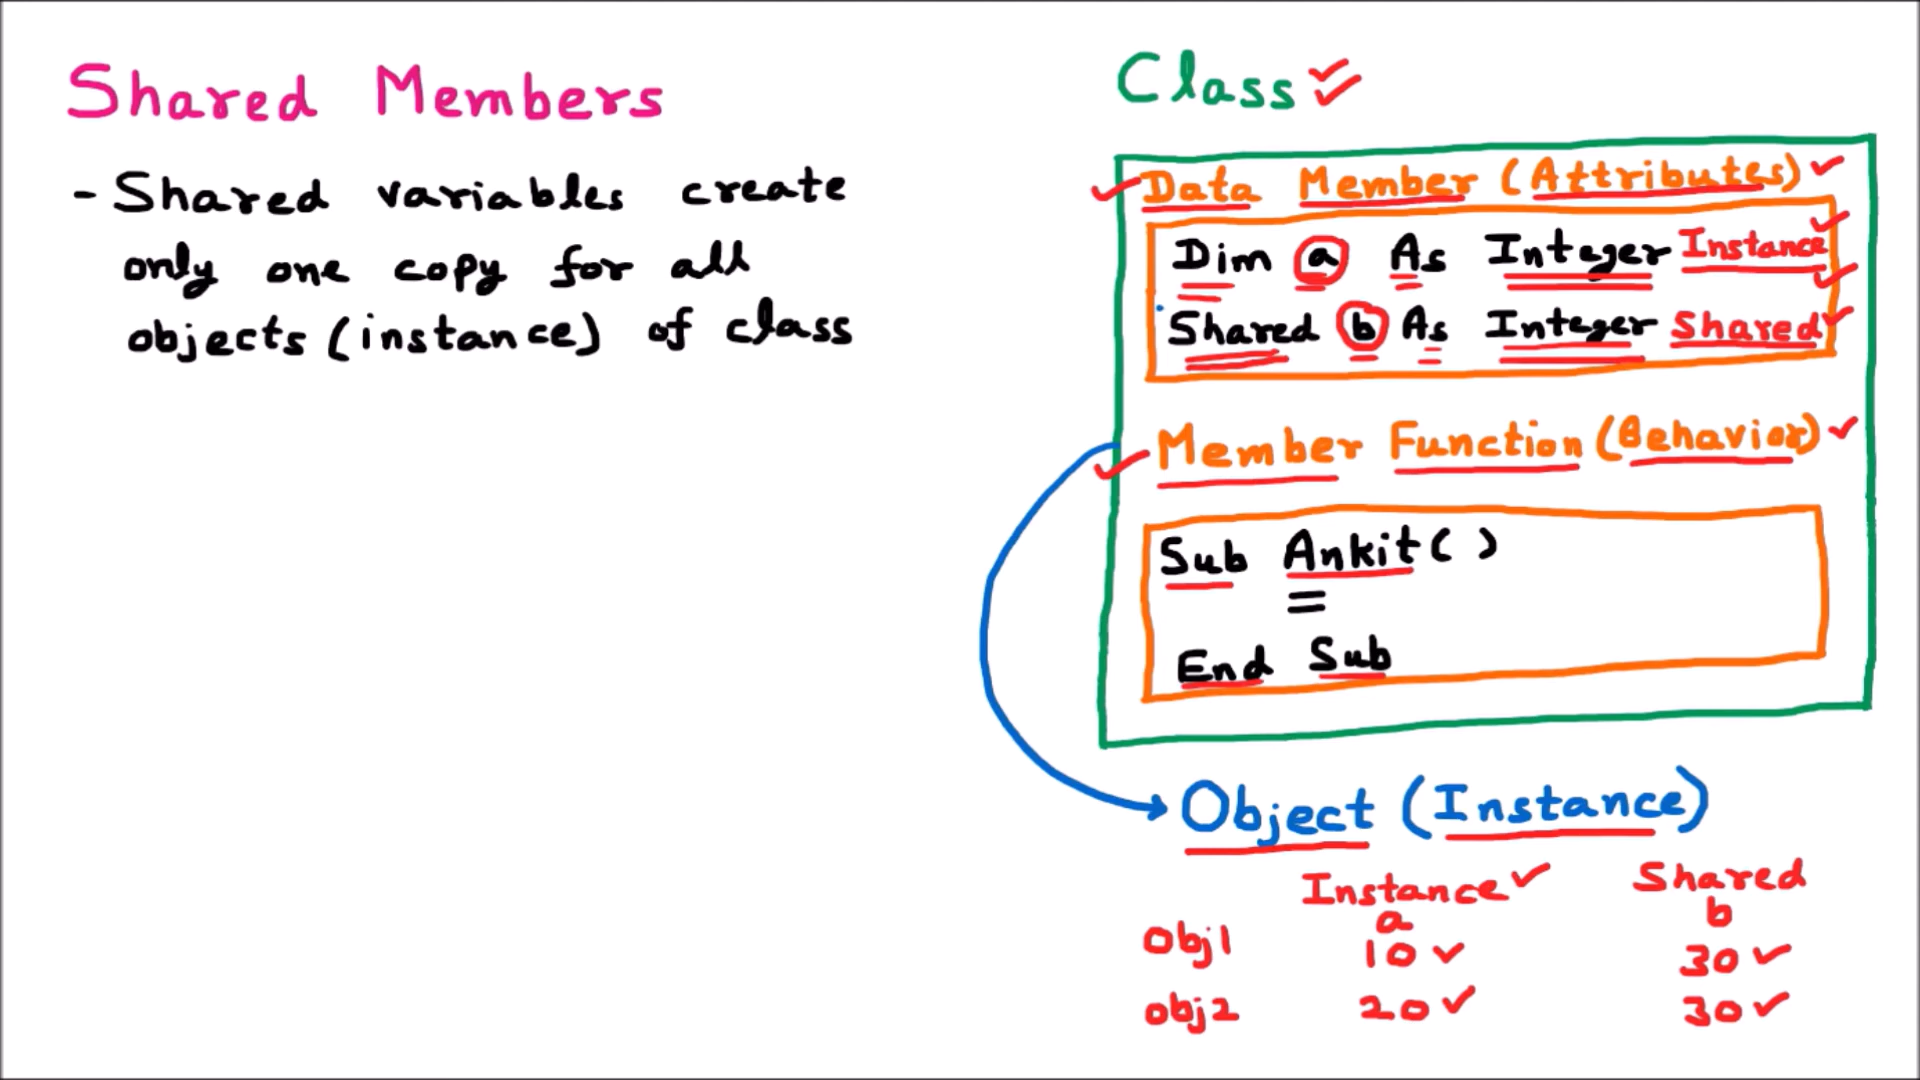 Shared Members
- Shared variables create
only one copy for all
objects (instance) of class
Class
Data Member (Attributes)
Dim a As Integer Instance
Shared b As Integer Shared
Member Function (Behavior)
Sub Ankit()
=
End Sub
Object (Instance)
Instance Shared
a b
Obj1 10 30
obj2 20 30